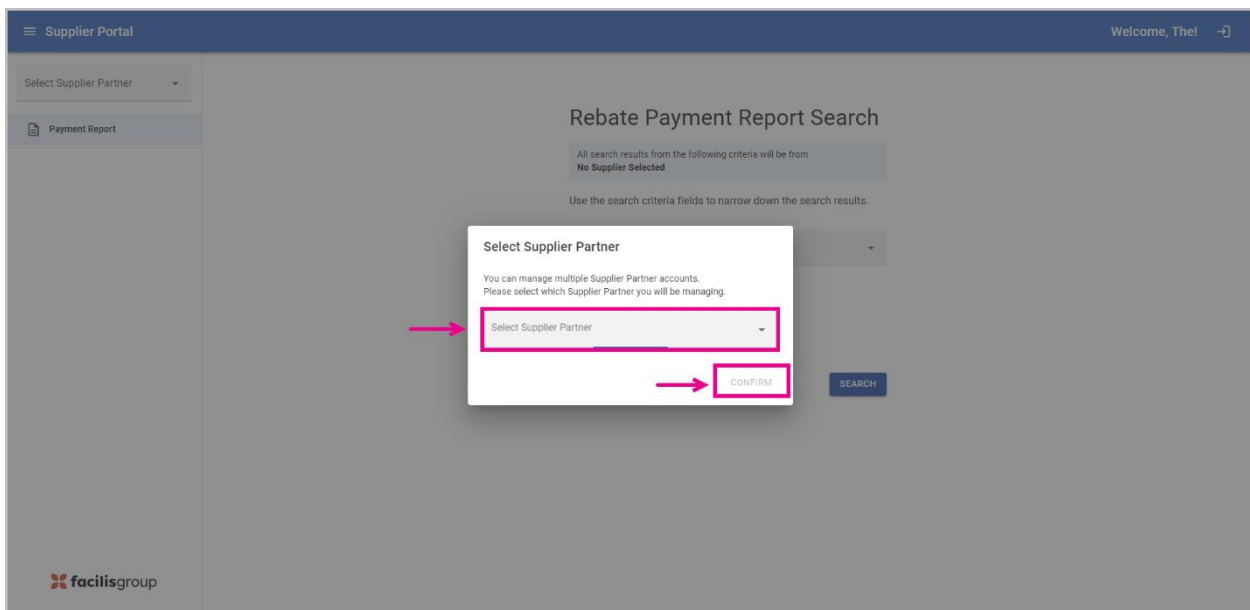 Supplier Portal
Welcome, The!
Select Supplier Partner
Payment Report
Rebate Payment Report Search
All search results from the following criteria will be from
No Supplier Selected
Use the search criteria fields to narrow down the search results.
Select Supplier Partner
You can manage multiple Supplier Partner accounts.
Please select which Supplier Partner you will be managing.
Select Supplier Partner
CONFIRM
SEARCH
facilisgroup